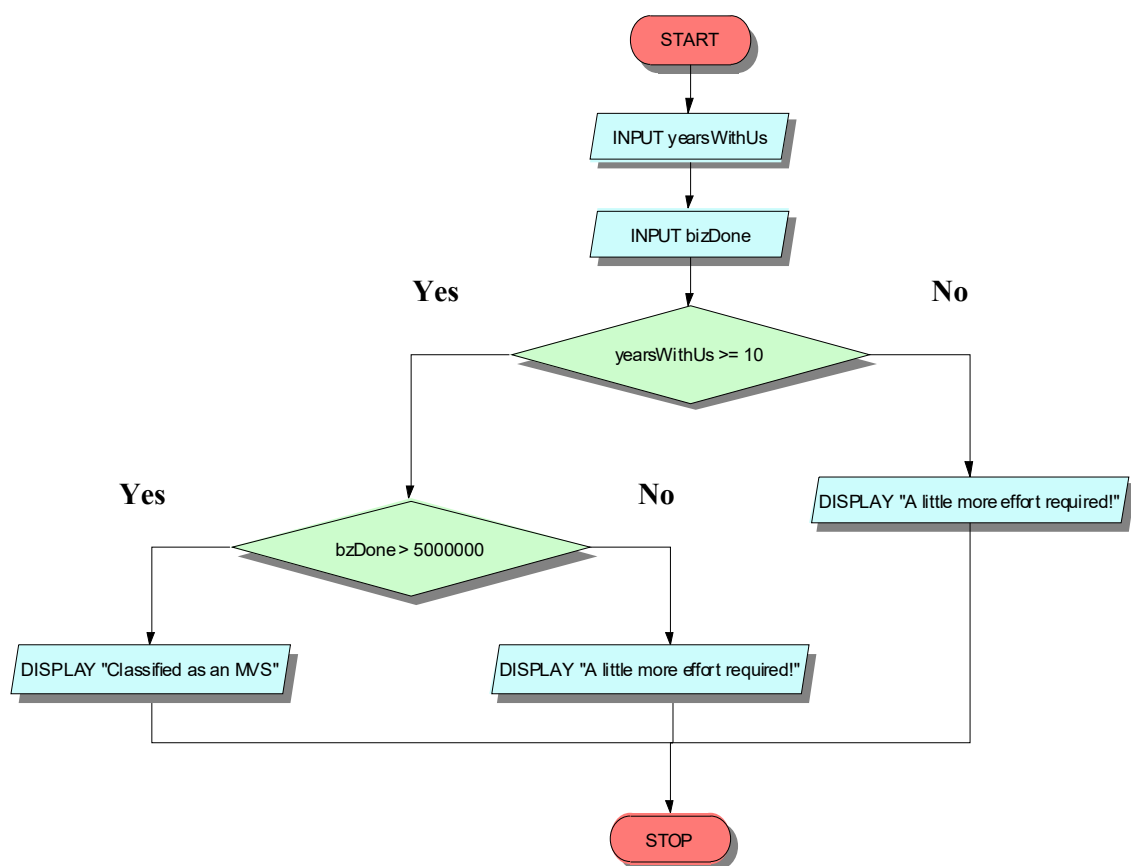 START
INPUT yearsWithUs
INPUT bizDone
Yes
No
yearsWithUs >= 10
Yes
No
DISPLAY "A little more effort required!"
bzDone > 5000000
DISPLAY "Classified as an MVS"
DISPLAY "A little more effort required!"
STOP